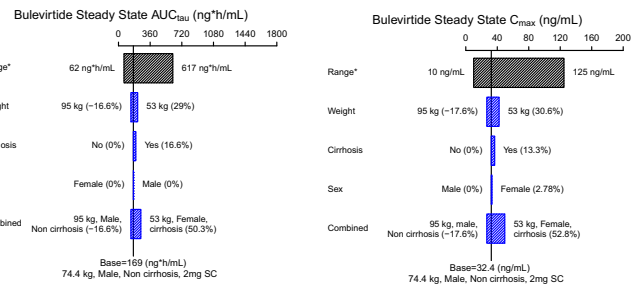 Bulevirtide Steady State AUCtau (ng*h/mL)
0 360 720 1080 1440 1800
62 ng*h/mL 617 ng*h/mL
95 kg (−16.6%) 53 kg (29%)
No (0%) Yes (16.6%)
Female (0%) Male (0%)
95 kg, Male,
Non cirrhosis (−16.6%)
53 kg, Female,
cirrhosis (50.3%)
Base=169 (ng*h/mL)
74.4 kg, Male, Non cirrhosis, 2mg SC
Bulevirtide Steady State Cmax (ng/mL)
0 40 80 120 160 200
Range* 10 ng/mL 125 ng/mL
Weight 95 kg (−17.6%) 53 kg (30.6%)
Cirrhosis No (0%) Yes (13.3%)
Sex Male (0%) Female (2.78%)
Combined
95 kg, male,
Non cirrhosis (−17.6%)
53 kg, Female,
cirrhosis (52.8%)
Base=32.4 (ng/mL)
74.4 kg, Male, Non cirrhosis, 2mg SC